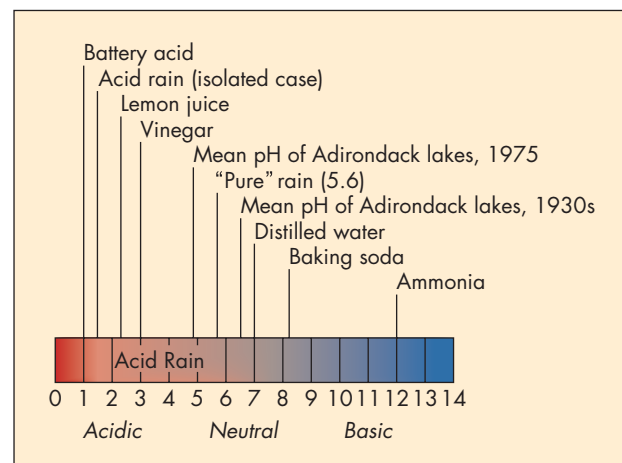 Battery acid
Acid rain (isolated case)
Lemon juice
Vinegar
Mean pH of Adirondack lakes, 1975
“Pure” rain (5.6)
Mean pH of Adirondack lakes, 1930s
Distilled water
Baking soda
Ammonia
Acid Rain
0 1 2 3 4 5 6 7 8 9 10 11 12 13 14
Acidic Neutral Basic